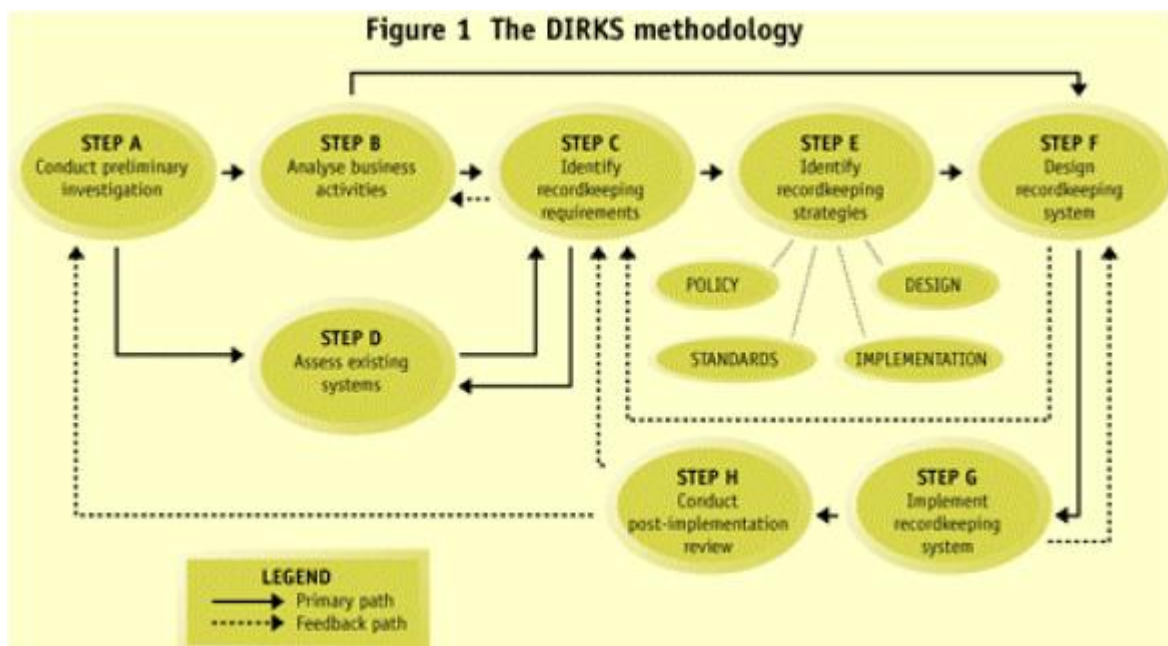 Figure 1 The DIRKS methodology
STEP A
Conduct preliminary
investigation
STEP B
Analyse business
activities
STEP C
Identify
recordkeeping
requirements
STEP E
Identify
recordkeeping
strategies
STEP F
Design
recordkeeping
system
POLICY
DESIGN
STANDARDS
IMPLEMENTATION
STEP D
Assess existing
systems
STEP H
Conduct
post-implementation
review
STEP G
Implement
recordkeeping
system
LEGEND
Primary path
Feedback path